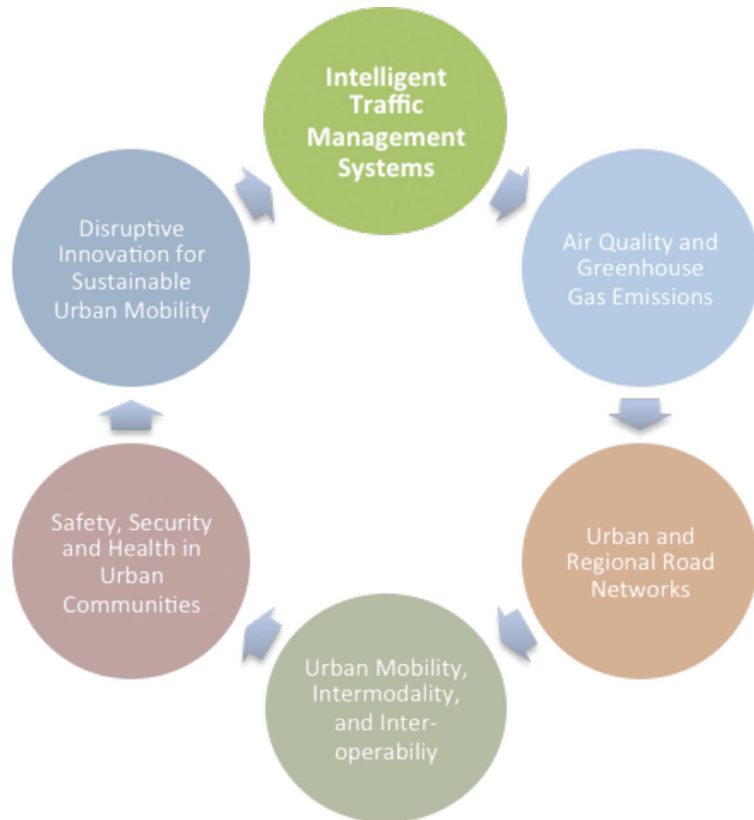 Intelligent
Traffic
Management
Systems
Air Quality and
Greenhouse
Gas Emissions
Urban and
Regional Road
Networks
Urban Mobility,
Intermodality,
and Inter-
operabiliy
Safety, Security
and Health in
Urban
Communities
Disruptive
Innovation for
Sustainable
Urban Mobility